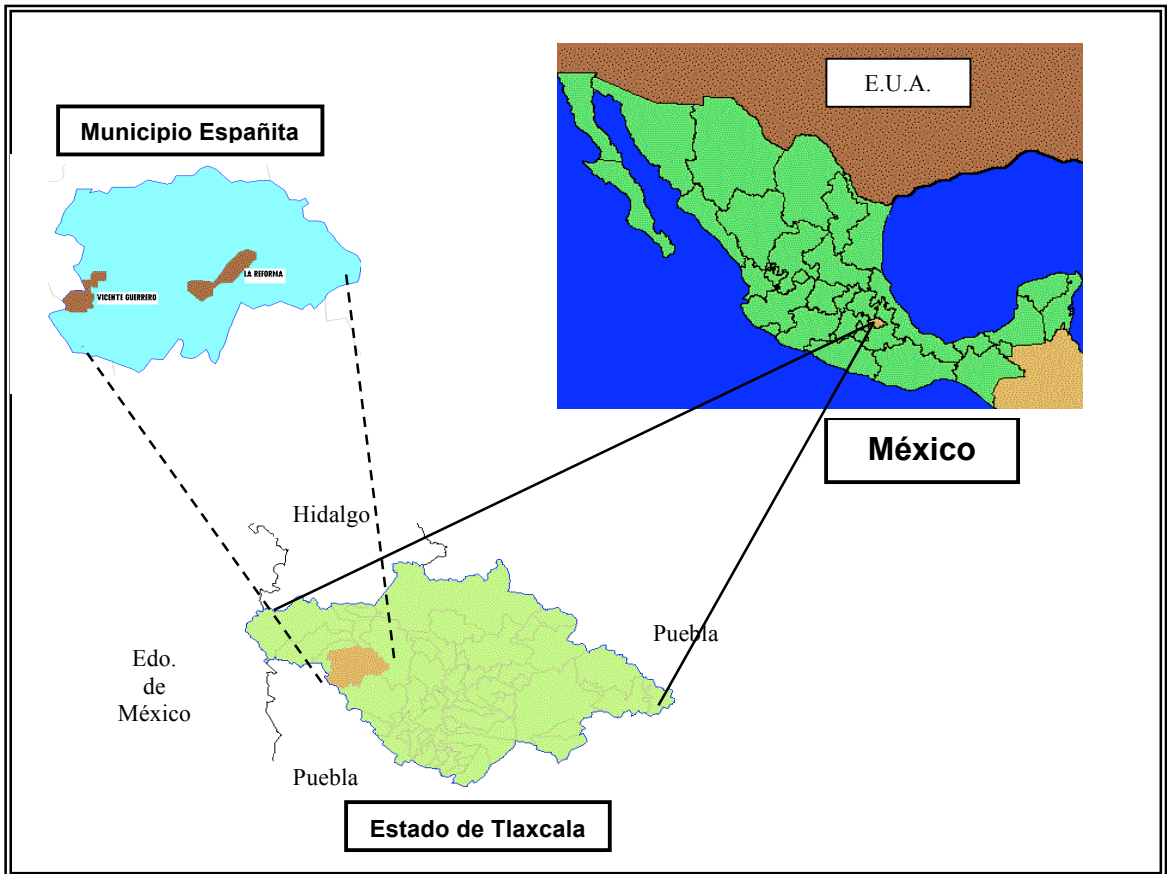 E.U.A.
Municipio Españita
LA REFORMA
VICENTE GUERRERO
México
Hidalgo
Puebla
Edo.
de
México
Puebla
Estado de Tlaxcala